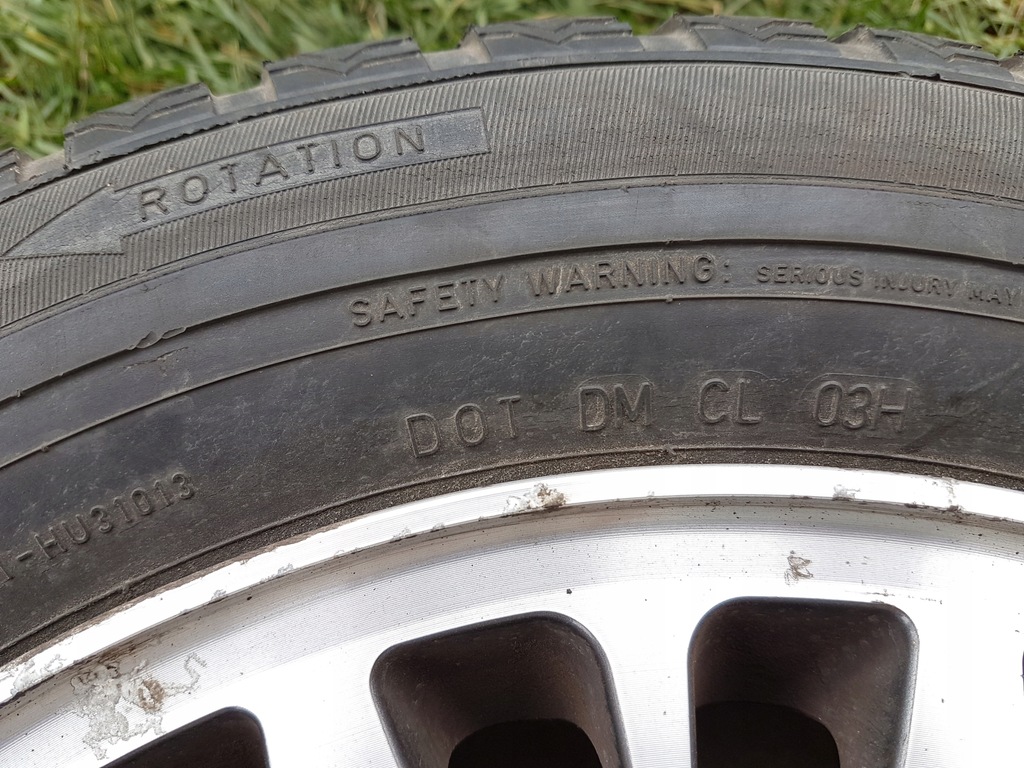 ROTATION
SAFETY WARNING: SERIOUS INJURY MAY
DOT DM CL 03H
-HU31013